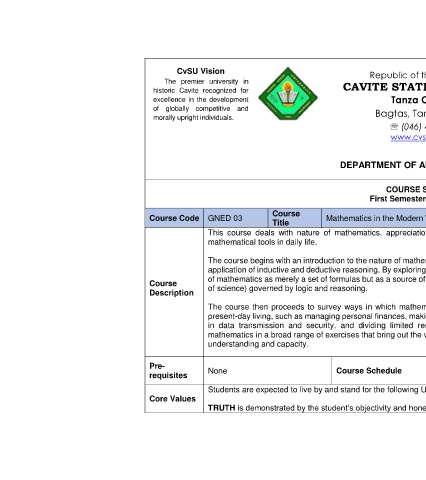 CvSU Vision
The premier university in
historic Cavite recognized for
excellence in the development
of globally competitive and
morally upright individuals.
Republic of th
CAVITE STATE
Tanza C
Bagtas, Tan
☏ (046) 4
www.cvs
DEPARTMENT OF A
COURSE S
First Semester
Course Code GNED 03 Course Title Mathematics in the Modern
Course Description
This course deals with nature of mathematics, appreciatio
mathematical tools in daily life.
The course begins with an introduction to the nature of mathe
application of inductive and deductive reasoning. By exploring
of mathematics as merely a set of formulas but as a source of
of science) governed by logic and reasoning.
The course then proceeds to survey ways in which mathem
present-day living, such as managing personal finances, maki
in data transmission and security, and dividing limited res
mathematics in a broad range of exercises that bring out the v
understanding and capacity.
Pre-requisites None Course Schedule
Core Values
Students are expected to live by and stand for the following U
TRUTH is demonstrated by the student's objectivity and hone